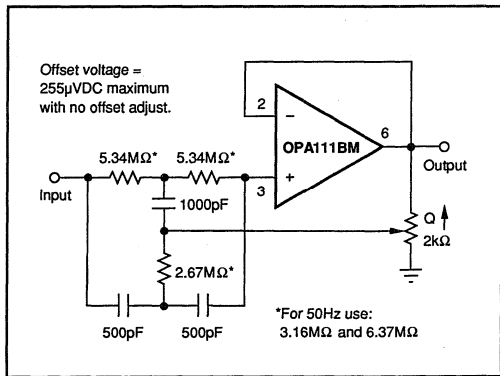 Offset voltage =
255µVDC maximum
with no offset adjust.
2
6
OPA111BM
Output
5.34MΩ* 5.34MΩ*
Input
3
1000pF
Q
2kΩ
2.67MΩ*
500pF 500pF
*For 50Hz use:
3.16MΩ and 6.37MΩ